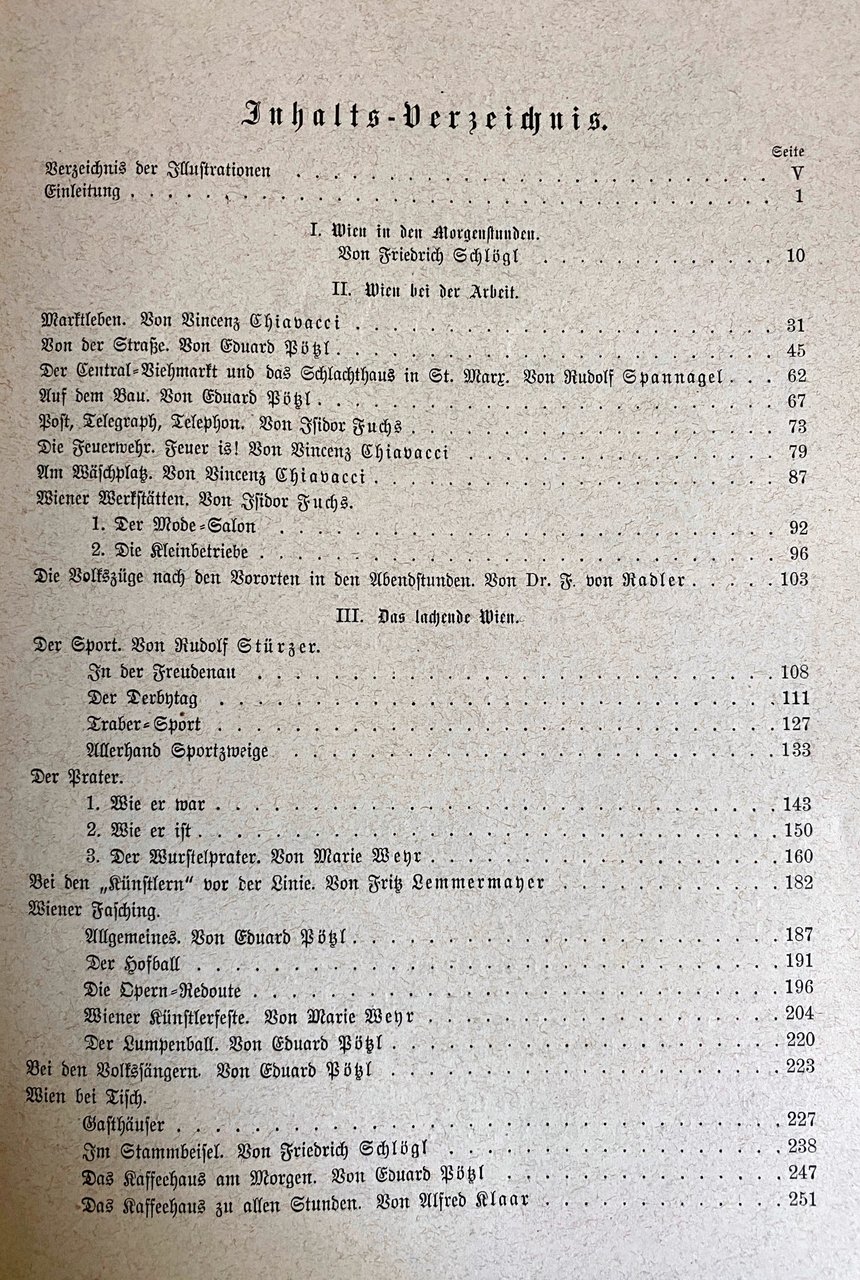 Inhalts-Verzeichnis.
Seite
Verzeichnis der Illustrationen . . . . . . . . . . . . . . . . . . . . V
Einleitung . . . . . . . . . . . . . . . . . . . . 1
I. Wien in den Morgenstunden.
Von Friedrich Schlögl . . . . . . . . . . . . 10
II. Wien bei der Arbeit.
Marktleben. Von Vincenz Chiavacci . . . . . . . . . . . . . . . . 31
Von der Straße. Von Eduard Pötzl . . . . . . . . . . . . . . . . 45
Der Central-Viehmarkt und das Schlachthaus in St. Marx. Von Rudolf Spannagel . . . 62
Auf dem Bau. Von Eduard Pötzl . . . . . . . . . . . . . . . . 67
Post, Telegraph, Telephon. Von Isidor Fuchs . . . . . . . . . . . . . . 73
Die Feuerwehr. Feuer is! Von Vincenz Chiavacci . . . . . . . . . . . . 79
Am Wäschplatz. Von Vincenz Chiavacci . . . . . . . . . . . . . . . 87
Wiener Werkstätten. Von Isidor Fuchs.
1. Der Mode-Salon . . . . . . . . . . . . . . . . . . 92
2. Die Kleinbetriebe . . . . . . . . . . . . . . . . . . 96
Die Volkszüge nach den Vororten in den Abendstunden. Von Dr. F. von Radler . . . . . 103
III. Das lachende Wien.
Der Sport. Von Rudolf Stürzer.
In der Freudenau . . . . . . . . . . . . . . . . . . 108
Der Derbytag . . . . . . . . . . . . . . . . . . . . 111
Traber-Sport . . . . . . . . . . . . . . . . . . . . 127
Allerhand Sportzweige . . . . . . . . . . . . . . . . . 133
Der Prater.
1. Wie er war . . . . . . . . . . . . . . . . . . . . 143
2. Wie er ist . . . . . . . . . . . . . . . . . . . . 150
3. Der Wurstelprater. Von Marie Weyr . . . . . . . . . . . . . 160
Bei den „Künstlern“ vor der Linie. Von Fritz Lemmermayer . . . . . . . . . 182
Wiener Fasching.
Allgemeines. Von Eduard Pötzl . . . . . . . . . . . . . . . 187
Der Hofball . . . . . . . . . . . . . . . . . . . . 191
Die Opern-Redoute . . . . . . . . . . . . . . . . . . 196
Wiener Künstlerfeste. Von Marie Weyr . . . . . . . . . . . . . 204
Der Lumpenball. Von Eduard Pötzl . . . . . . . . . . . . . . 220
Bei den Volksängern. Von Eduard Pötzl . . . . . . . . . . . . . . . 223
Wien bei Tisch.
Gasthäuser . . . . . . . . . . . . . . . . . . . . 227
Im Stammbeisel. Von Friedrich Schlögl . . . . . . . . . . . . 238
Das Kaffeehaus am Morgen. Von Eduard Pötzl . . . . . . . . . . 247
Das Kaffeehaus zu allen Stunden. Von Alfred Klaar . . . . . . . . . 251